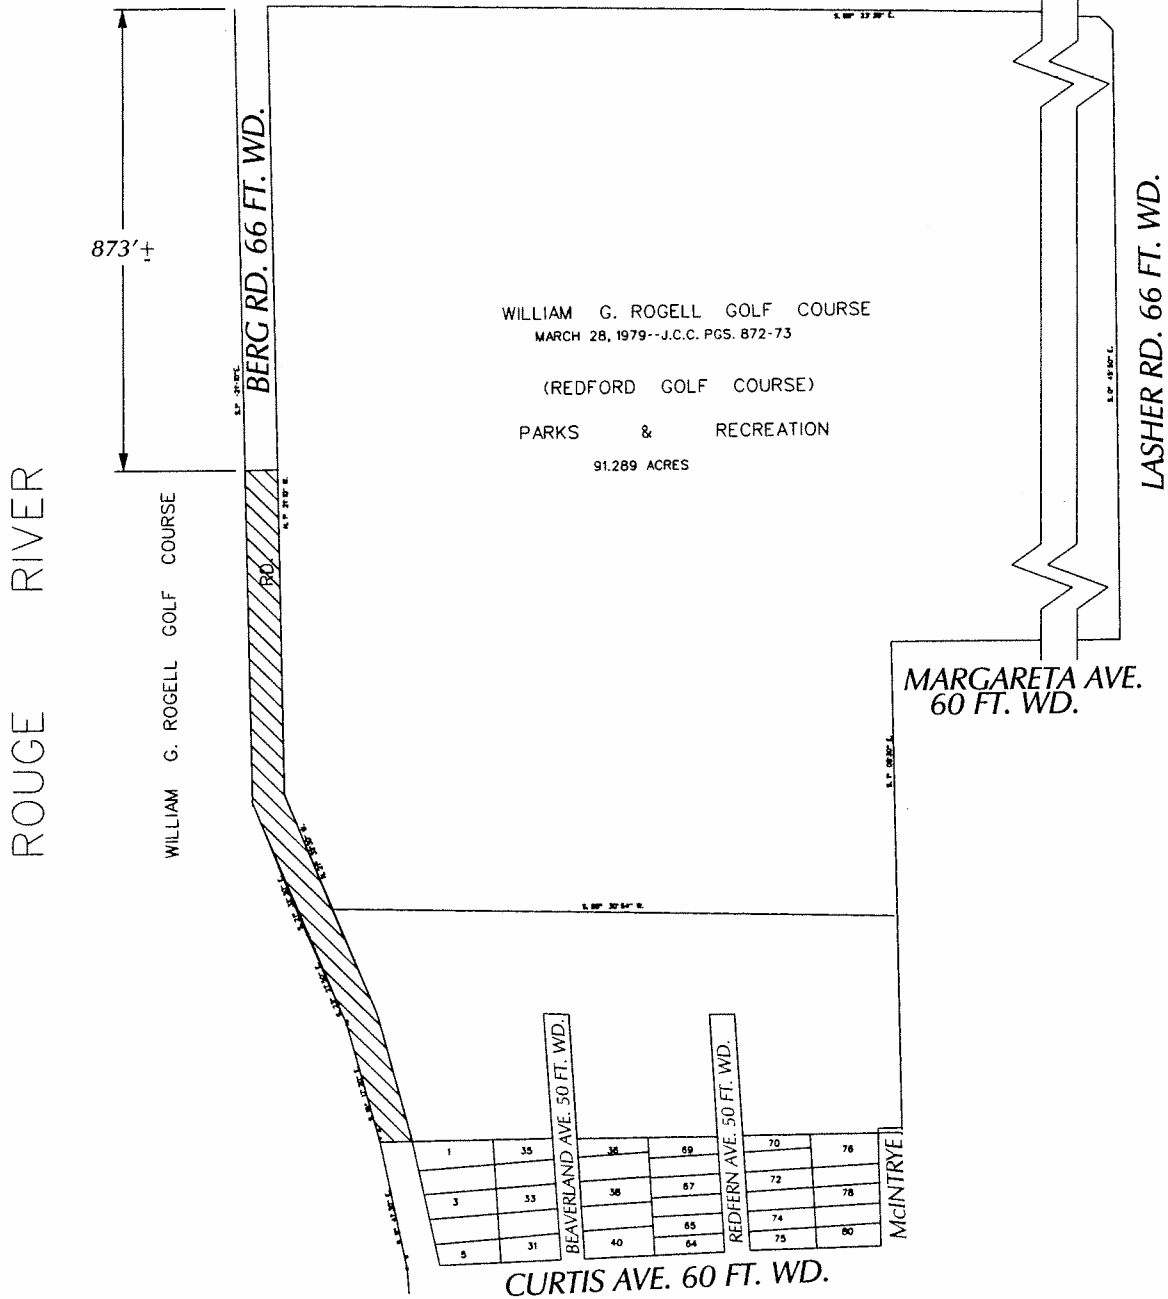 S. 88° 23' 38" E.
BERG RD. 66 FT. WD.
873'±
WILLIAM G. ROGELL GOLF COURSE
MARCH 28, 1979--J.C.C. PGS. 872-73
(REDFORD GOLF COURSE)
PARKS & RECREATION
91.289 ACRES
LASHER RD. 66 FT. WD.
ROUGE RIVER
WILLIAM G. ROGELL GOLF COURSE
RD.
MARGARETA AVE.
60 FT. WD.
BEAVERLAND AVE. 50 FT. WD.
REDFERN AVE. 50 FT. WD.
McINTRYE
1 35 36 69 70 76
3 33 38 67 72 78
5 31 40 65 74 80
64 75
CURTIS AVE. 60 FT. WD.